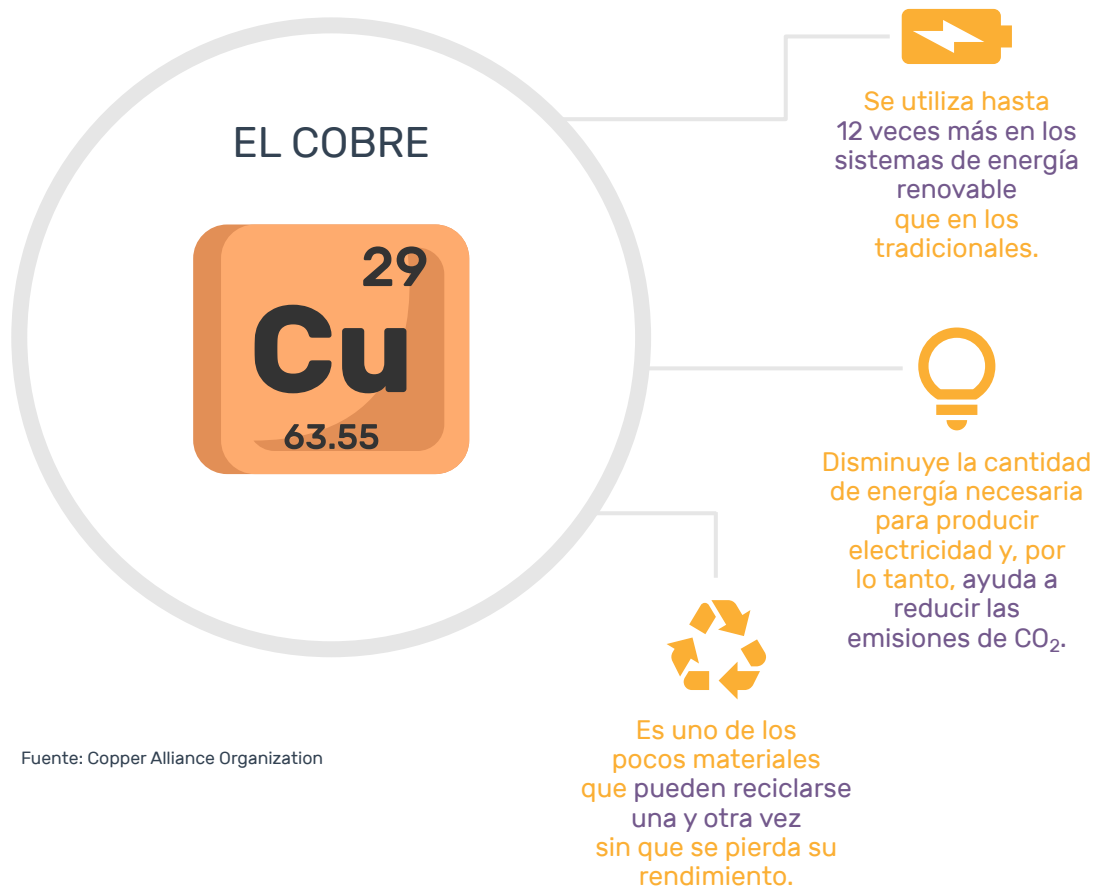 EL COBRE
29
Cu
63.55
Se utiliza hasta
12 veces más en los
sistemas de energía
renovable
que en los
tradicionales.
Disminuye la cantidad
de energía necesaria
para producir
electricidad y, por
lo tanto, ayuda a
reducir las
emisiones de CO₂.
Es uno de los
pocos materiales
que pueden reciclarse
una y otra vez
sin que se pierda su
rendimiento.
Fuente: Copper Alliance Organization